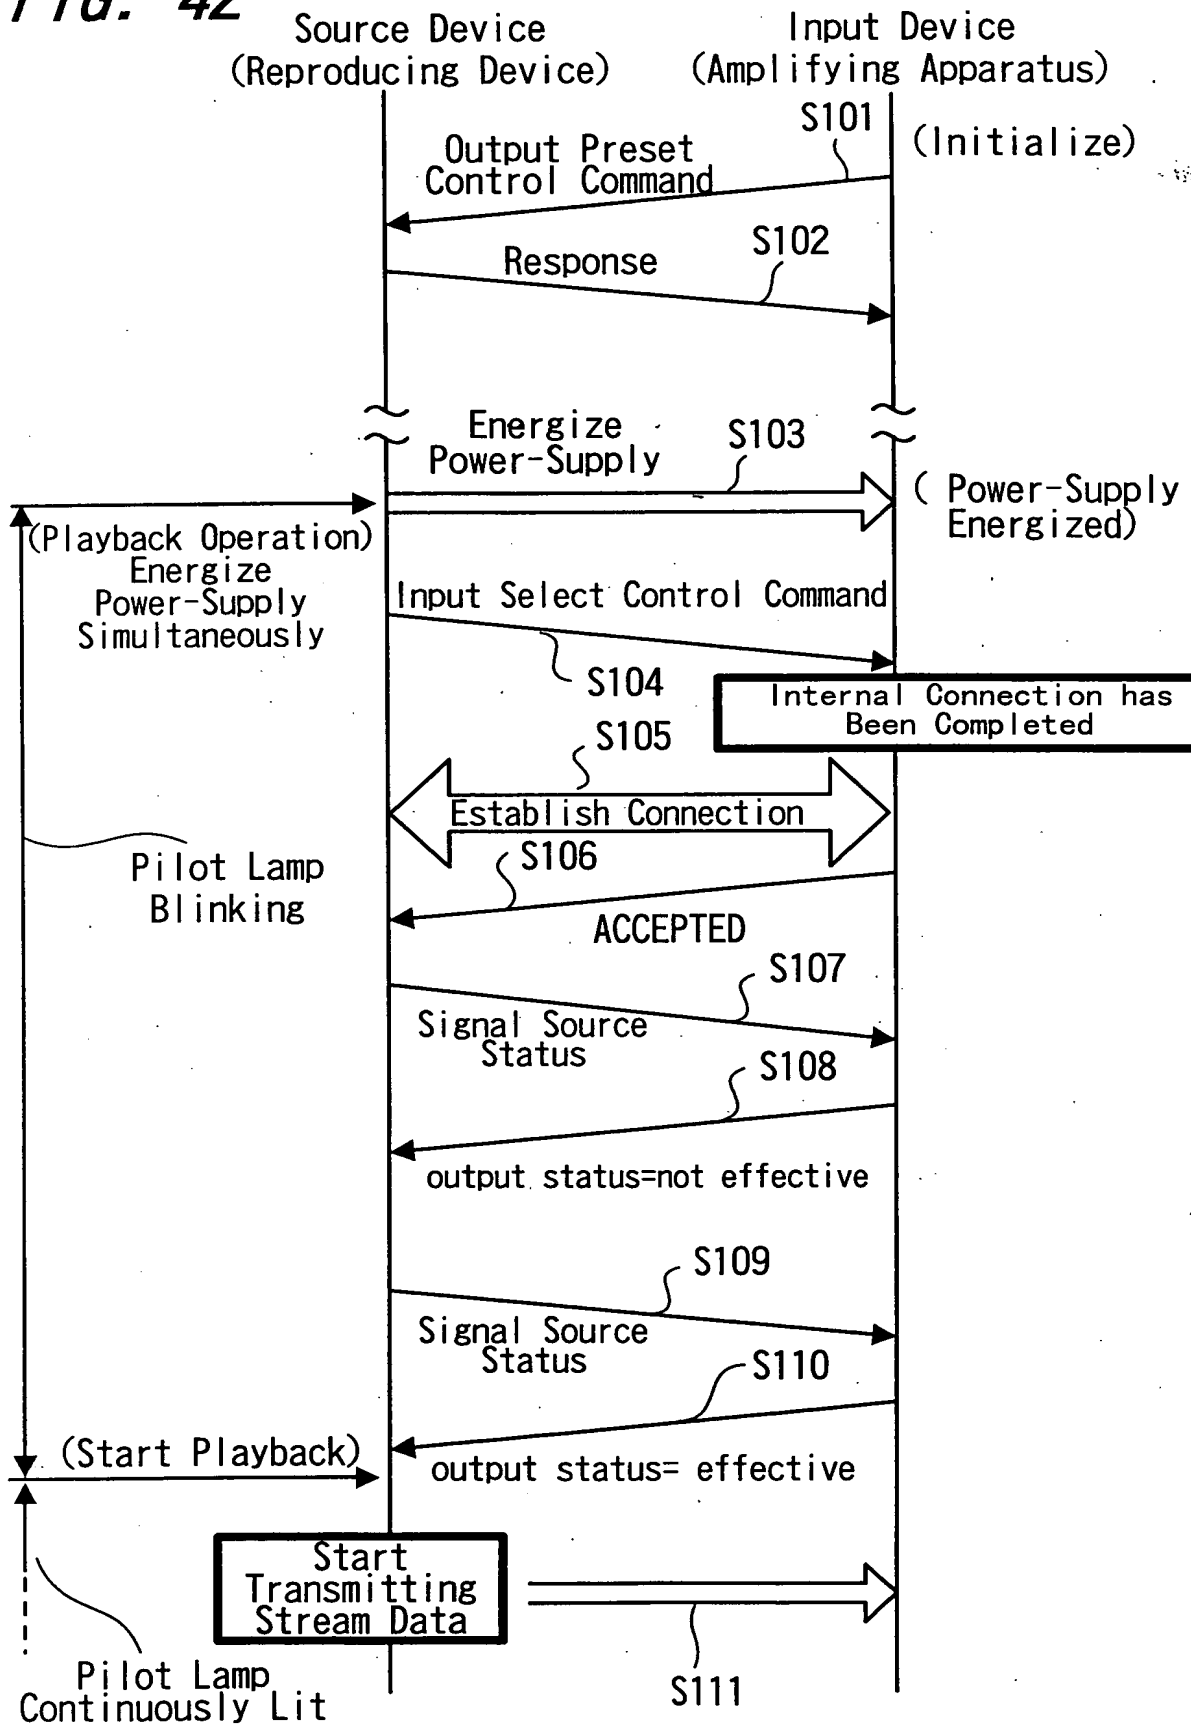 FIG. 42
Source Device
(Reproducing Device)
Input Device
(Amplifying Apparatus)
S101
(Initialize)
Output Preset
Control Command
S102
Response
Energize
Power-Supply
S103
( Power-Supply
Energized)
(Playback Operation)
Energize
Power-Supply
Simultaneously
Input Select Control Command
S104
Internal Connection has
Been Completed
S105
Establish Connection
Pilot Lamp
Blinking
S106
ACCEPTED
S107
Signal Source
Status
S108
output status=not effective
S109
Signal Source
Status
S110
(Start Playback)
output status= effective
Start
Transmitting
Stream Data
Pilot Lamp
Continuously Lit
S111